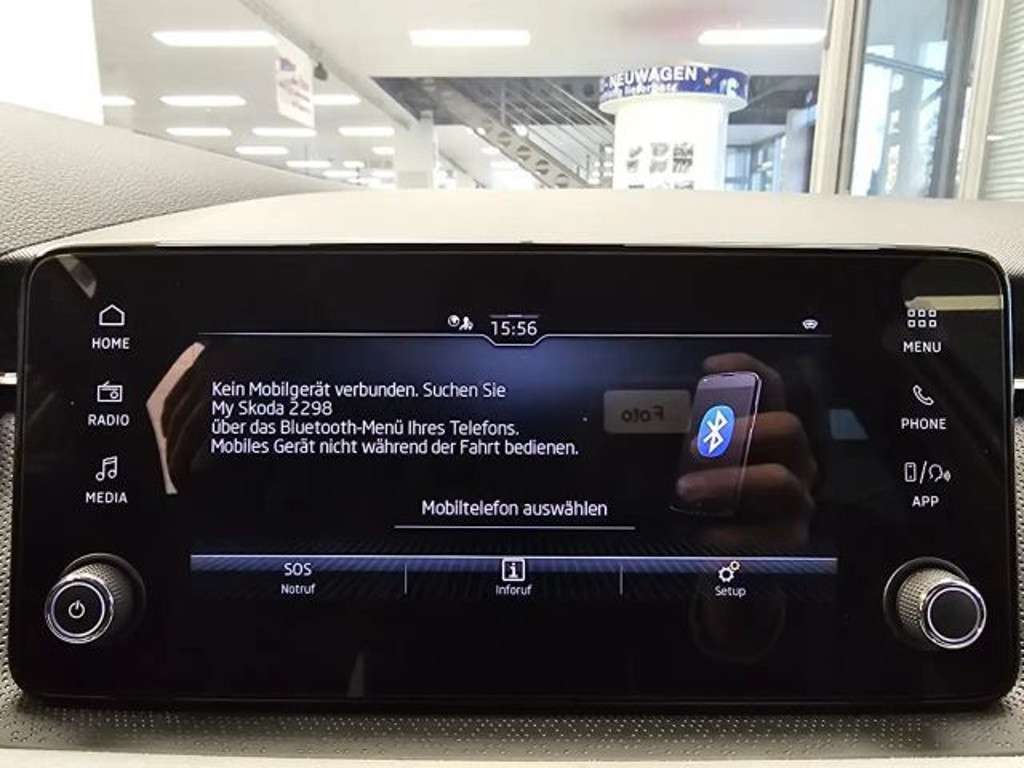 -NEUWAGEN
HOME
RADIO
MEDIA
15:56
Kein Mobilgerät verbunden. Suchen Sie
My Skoda 2298
über das Bluetooth-Menü Ihres Telefons.
Mobiles Gerät nicht während der Fahrt bedienen.
Foto
Mobiltelefon auswählen
SOS
Notruf
Inforuf
Setup
MENU
PHONE
APP